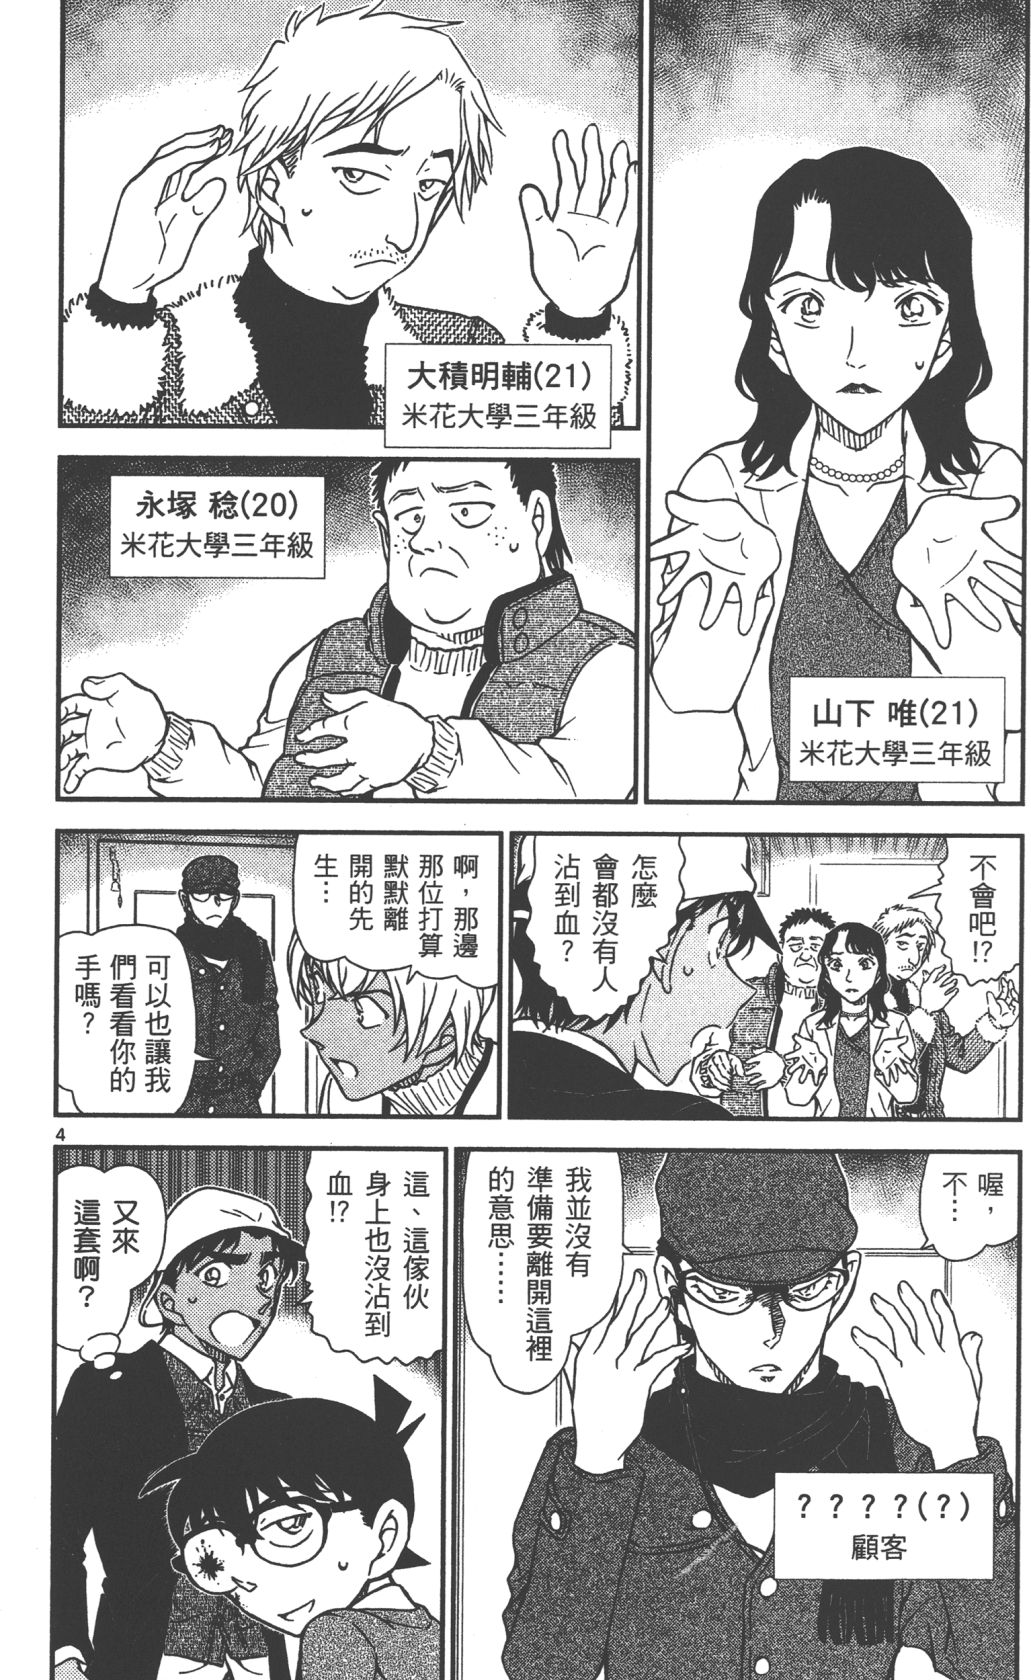 山下 唯(21)
米花大學三年級
大積明輔(21)
米花大學三年級
永塚 稔(20)
米花大學三年級
不會吧!?
怎麼
會都沒有人
沾到血？
啊，那邊
那位打算
默默離
開的先
生…
可以也讓我
們看看你的
手嗎？
4
喔，
不…
我並沒有
準備要離開這裡
的意思……
？？？？(？)
顧客
這、這傢伙
身上也沒沾到
血!?
又來
這套啊？